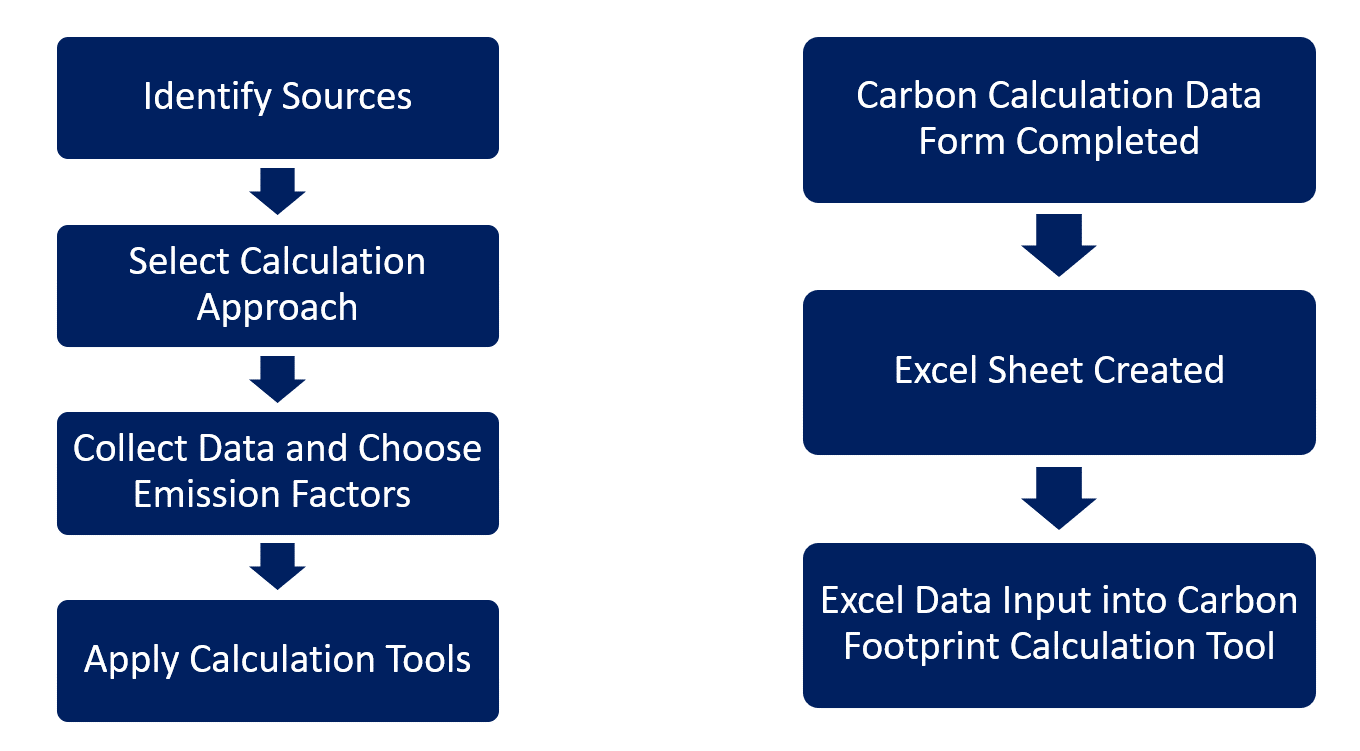 Identify Sources
Select Calculation
Approach
Collect Data and Choose
Emission Factors
Apply Calculation Tools
Carbon Calculation Data
Form Completed
Excel Sheet Created
Excel Data Input into Carbon
Footprint Calculation Tool